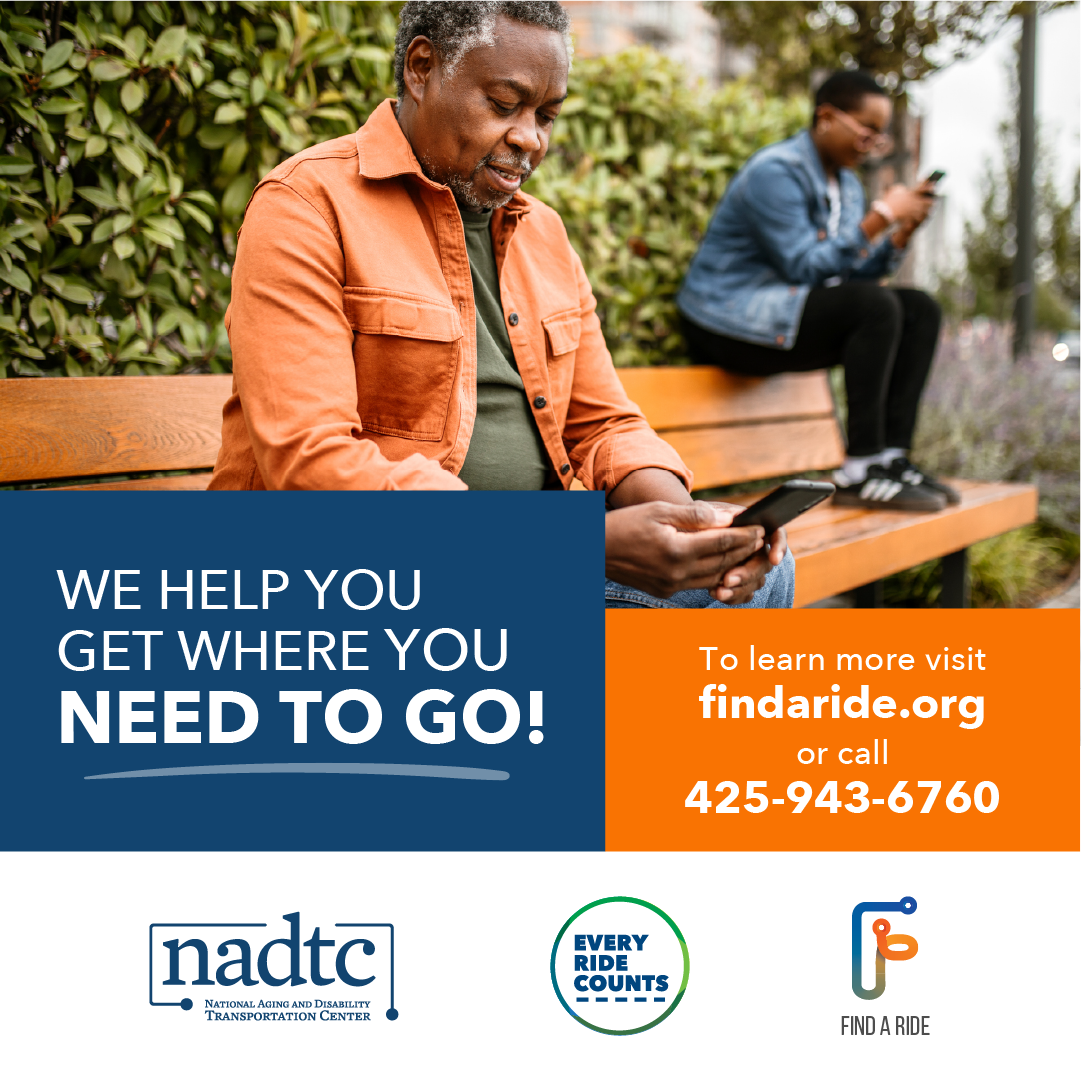 WE HELP YOU
GET WHERE YOU
NEED TO GO!
To learn more visit
findaride.org
or call
425-943-6760
nadtc
NATIONAL AGING AND DISABILITY
TRANSPORTATION CENTER
EVERY
RIDE
COUNTS
FIND A RIDE